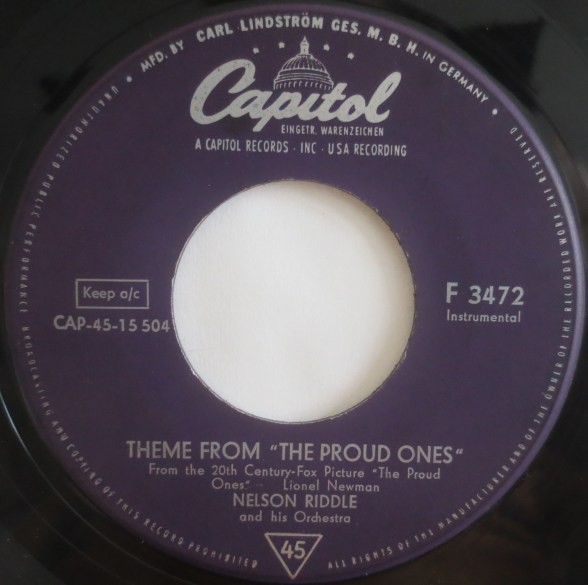 MFD. BY CARL LINDSTRÖM GES. M. B. H. IN GERMANY
Capitol
EINGETR. WARENZEICHEN
A CAPITOL RECORDS · INC · U S A RECORDING
Keep o/c
CAP-45-15 504
F 3472
Instrumental
THEME FROM "THE PROUD ONES"
From the 20th Century-Fox Picture "The Proud
Ones" – Lionel Newman
NELSON RIDDLE
and his Orchestra
45
ALL RIGHTS OF THE MANUFACTURER AND OF THE OWNER OF THE RECORDED WORK ARE RESERVED
UNAUTHORIZED PUBLIC PERFORMANCE BROADCASTING AND COPYING OF THIS RECORD PROHIBITED